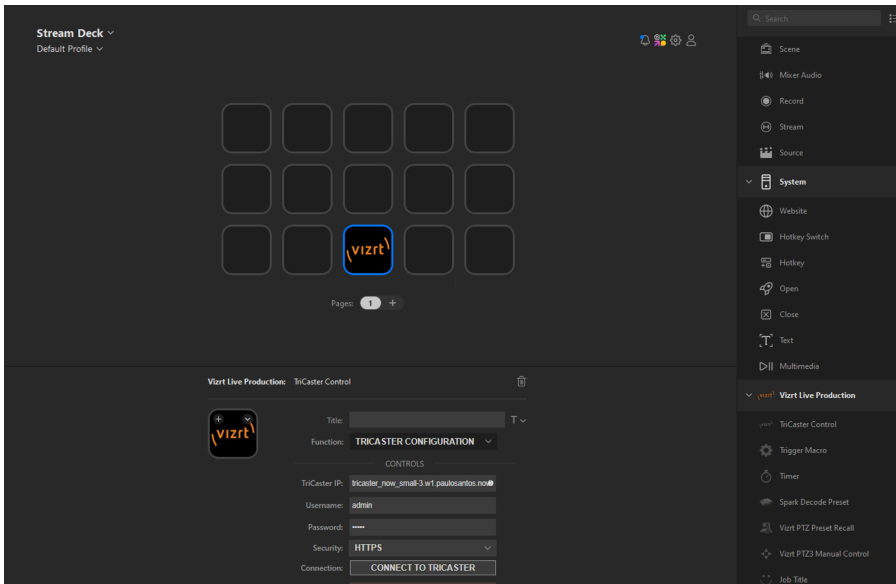 Stream Deck
Default Profile
vizrt
Pages: 1 +
Vizrt Live Production: TriCaster Control
vizrt
Title:
T
Function: TRICASTER CONFIGURATION
CONTROLS
TriCaster IP: tricaster_now_small-3.w1.paulosantos.now
Username: admin
Password: •••••
Security: HTTPS
Connection: CONNECT TO TRICASTER
Search
Scene
Mixer Audio
Record
Stream
Source
System
Website
Hotkey Switch
Hotkey
Open
Close
Text
Multimedia
vizrt Vizrt Live Production
TriCaster Control
Trigger Macro
Timer
Spark Decode Preset
Vizrt PTZ Preset Recall
Vizrt PTZ3 Manual Control
Job Title